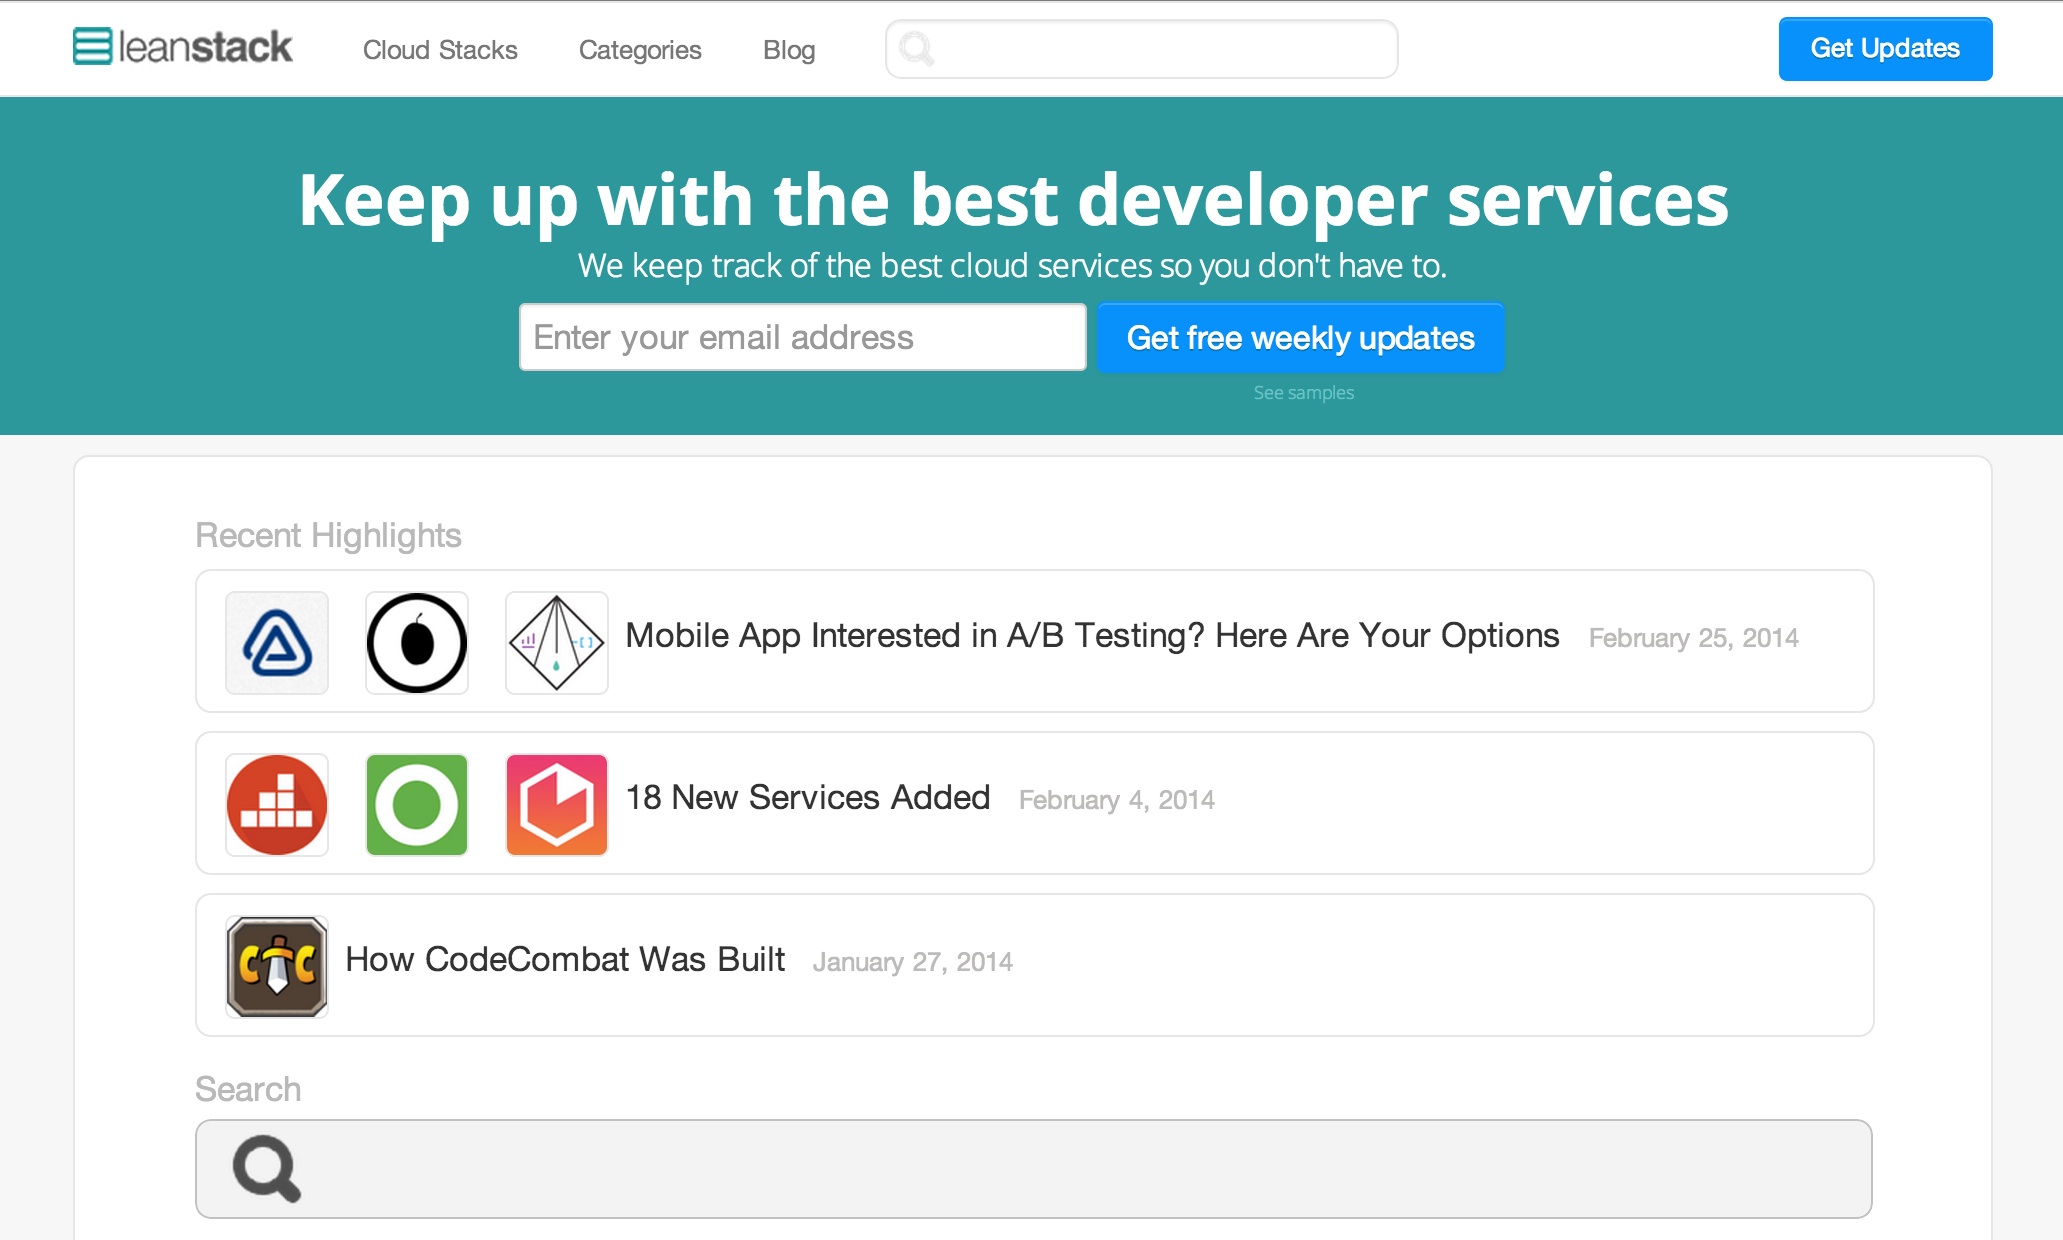 leanstack Cloud Stacks Categories Blog Get Updates
Keep up with the best developer services
We keep track of the best cloud services so you don't have to.
Enter your email address Get free weekly updates
See samples
Recent Highlights
Mobile App Interested in A/B Testing? Here Are Your Options February 25, 2014
18 New Services Added February 4, 2014
CTC How CodeCombat Was Built January 27, 2014
Search